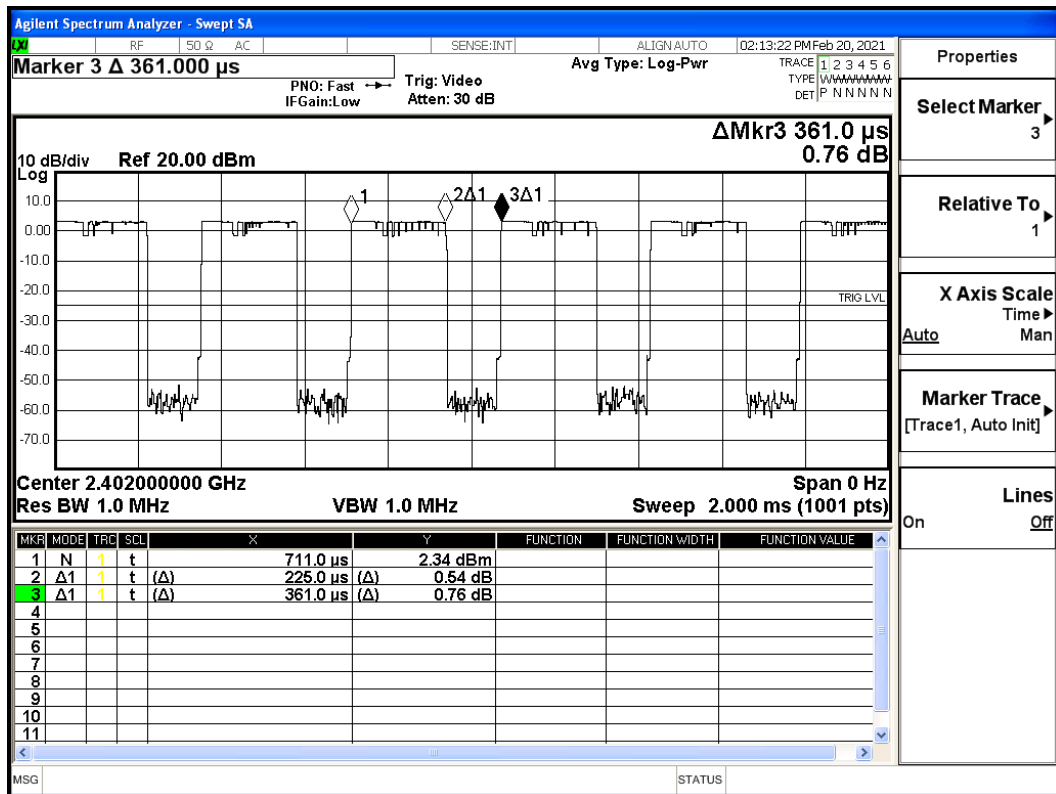 Agilent Spectrum Analyzer - Swept SA
LXI RF 50 Ω AC SENSE:INT ALIGN AUTO 02:13:22 PM Feb 20, 2021
Marker 3 Δ 361.000 µs
PNO: Fast
IFGain:Low
Trig: Video
Atten: 30 dB
Avg Type: Log-Pwr
TRACE 1 2 3 4 5 6
TYPE WWWWWW
DET P N N N N N
ΔMkr3 361.0 µs
0.76 dB
10 dB/div Ref 20.00 dBm
Log
1 2Δ1 3Δ1
10.0
0.00
-10.0
-20.0
TRIG LVL
-30.0
-40.0
-50.0
-60.0
-70.0
Center 2.402000000 GHz Span 0 Hz
Res BW 1.0 MHz VBW 1.0 MHz Sweep 2.000 ms (1001 pts)
MKR MODE TRC SCL X Y FUNCTION FUNCTION WIDTH FUNCTION VALUE
1 N 1 t 711.0 µs 2.34 dBm
2 Δ1 1 t (Δ) 225.0 µs (Δ) 0.54 dB
3 Δ1 1 t (Δ) 361.0 µs (Δ) 0.76 dB
4
5
6
7
8
9
10
11
MSG STATUS
Properties
Select Marker
3
Relative To
1
X Axis Scale
Time
Auto Man
Marker Trace
[Trace1, Auto Init]
Lines
On Off